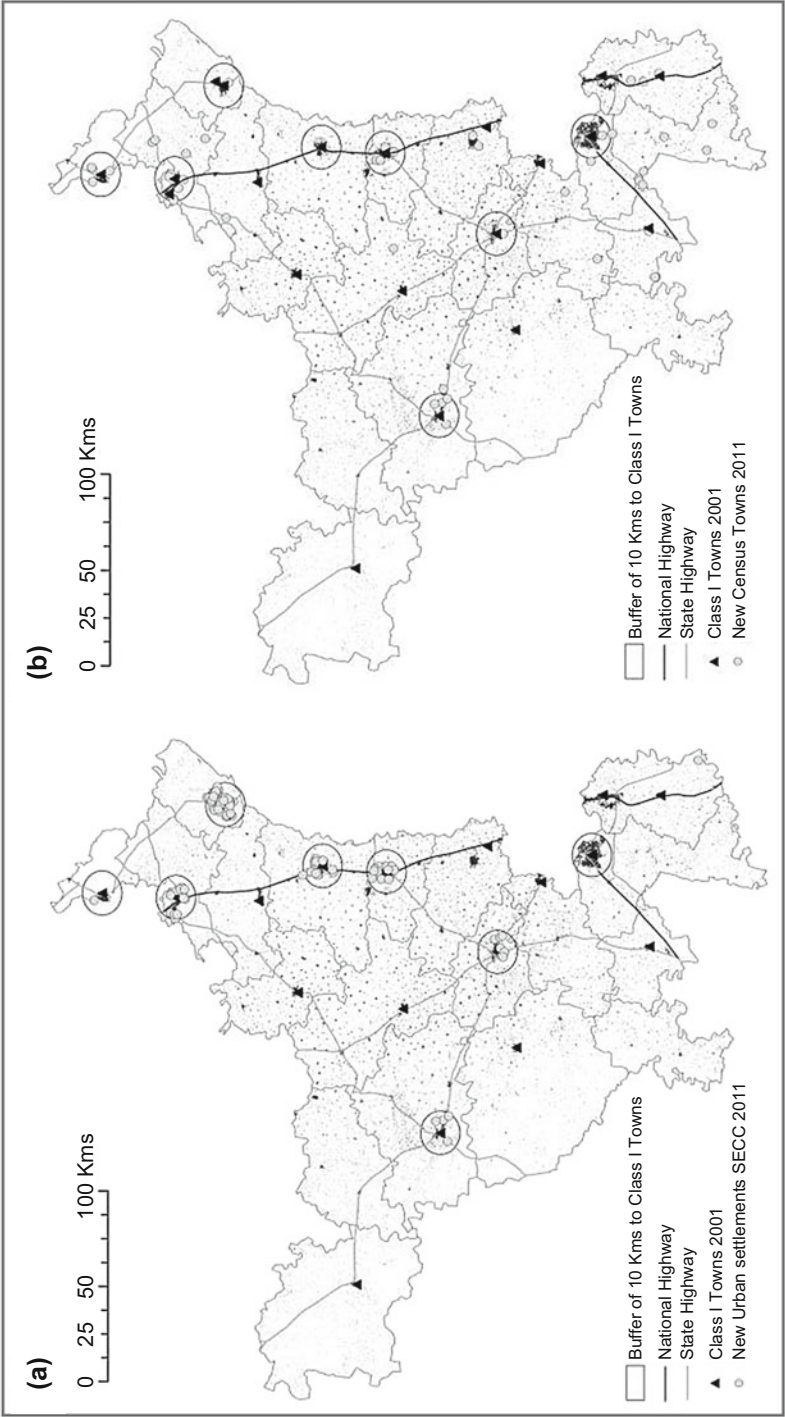 (a)
0 25 50 100 Kms
Buffer of 10 Kms to Class I Towns
National Highway
State Highway
Class I Towns 2001
New Urban settlements SECC 2011
(b)
0 25 50 100 Kms
Buffer of 10 Kms to Class I Towns
National Highway
State Highway
Class I Towns 2001
New Census Towns 2011